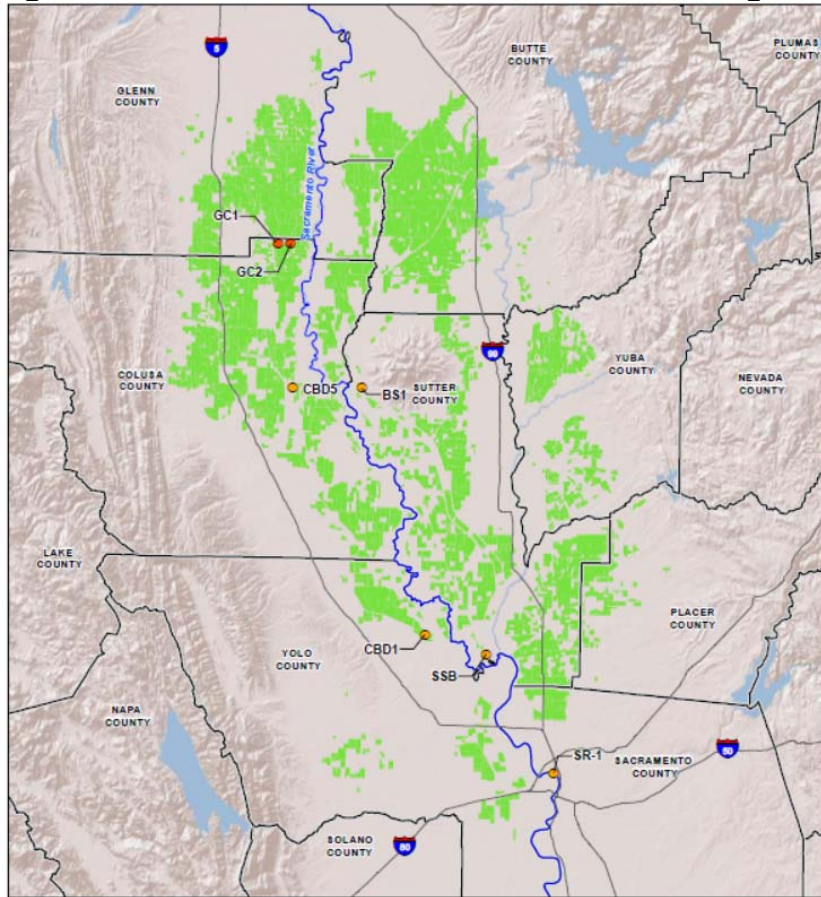 5
BUTTE
COUNTY
PLUMAS
COUNTY
GLENN
COUNTY
Sacramento River
GC1
GC2
COLUSA
COUNTY
CBD5
BS1
SUTTER
COUNTY
YUBA
COUNTY
NEVADA
COUNTY
LAKE
COUNTY
PLACER
COUNTY
YOLO
COUNTY
CBD1
SSB
NAPA
COUNTY
SR-1
SACRAMENTO
COUNTY
50
SOLANO
COUNTY
80